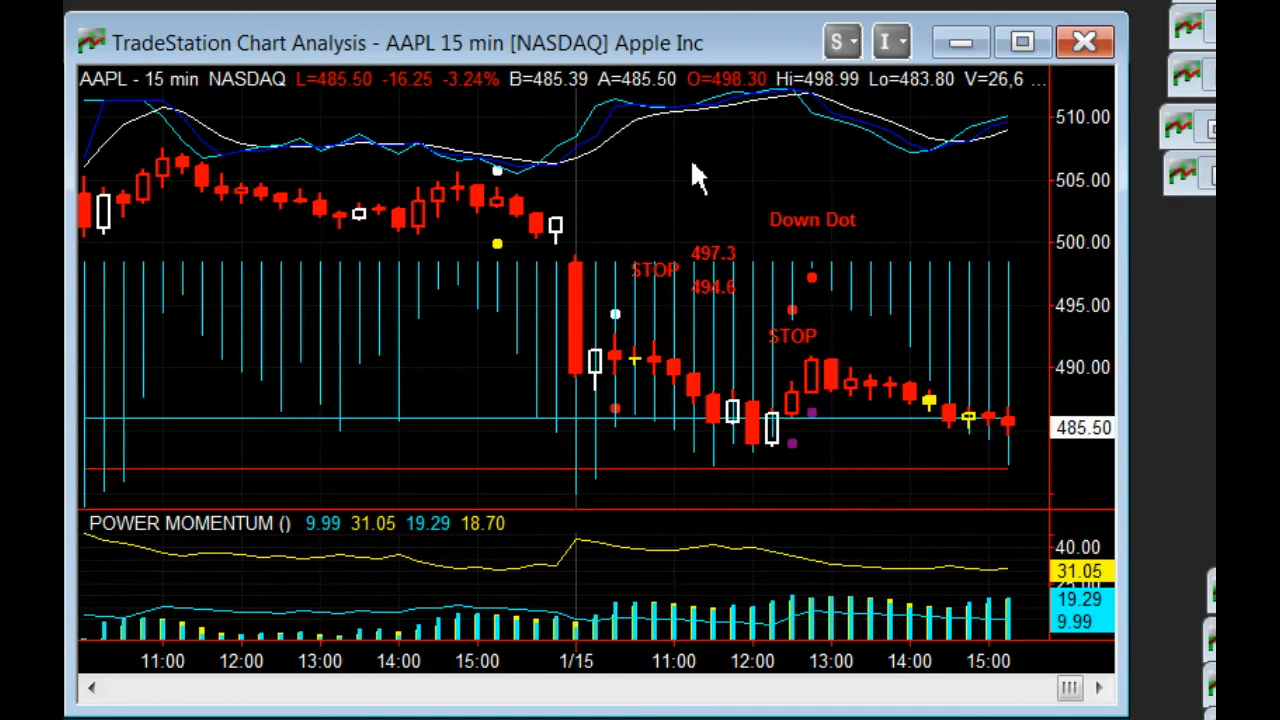 TradeStation Chart Analysis - AAPL 15 min [NASDAQ] Apple Inc
S
I
AAPL - 15 min NASDAQ L=485.50 -16.25 -3.24% B=485.39 A=485.50 O=498.30 Hi=498.99 Lo=483.80 V=26,6 ...
510.00
505.00
Down Dot
500.00
497.3
STOP
494.6
495.00
STOP
490.00
485.50
POWER MOMENTUM () 9.99 31.05 19.29 18.70
40.00
31.05
19.29
9.99
11:00 12:00 13:00 14:00 15:00 1/15 11:00 12:00 13:00 14:00 15:00